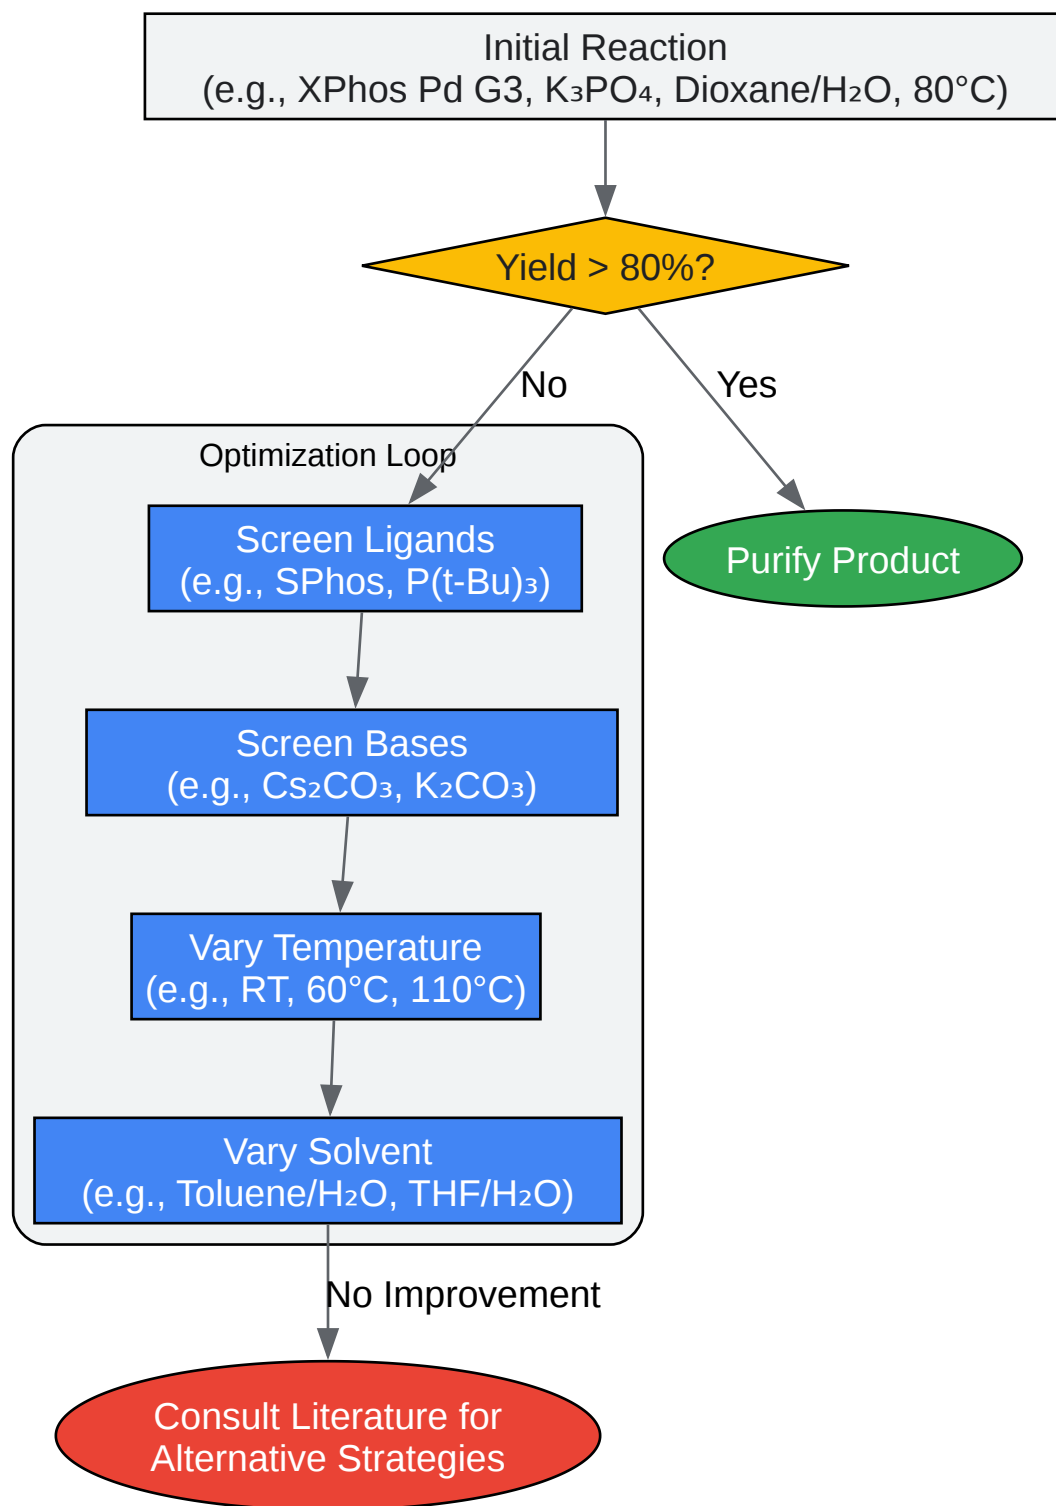 Initial Reaction
(e.g., XPhos Pd G3, K₃PO₄, Dioxane/H₂O, 80°C)
Yield > 80%?
No
Yes
Optimization Loop
Screen Ligands
(e.g., SPhos, P(t-Bu)₃)
Purify Product
Screen Bases
(e.g., Cs₂CO₃, K₂CO₃)
Vary Temperature
(e.g., RT, 60°C, 110°C)
Vary Solvent
(e.g., Toluene/H₂O, THF/H₂O)
No Improvement
Consult Literature for
Alternative Strategies